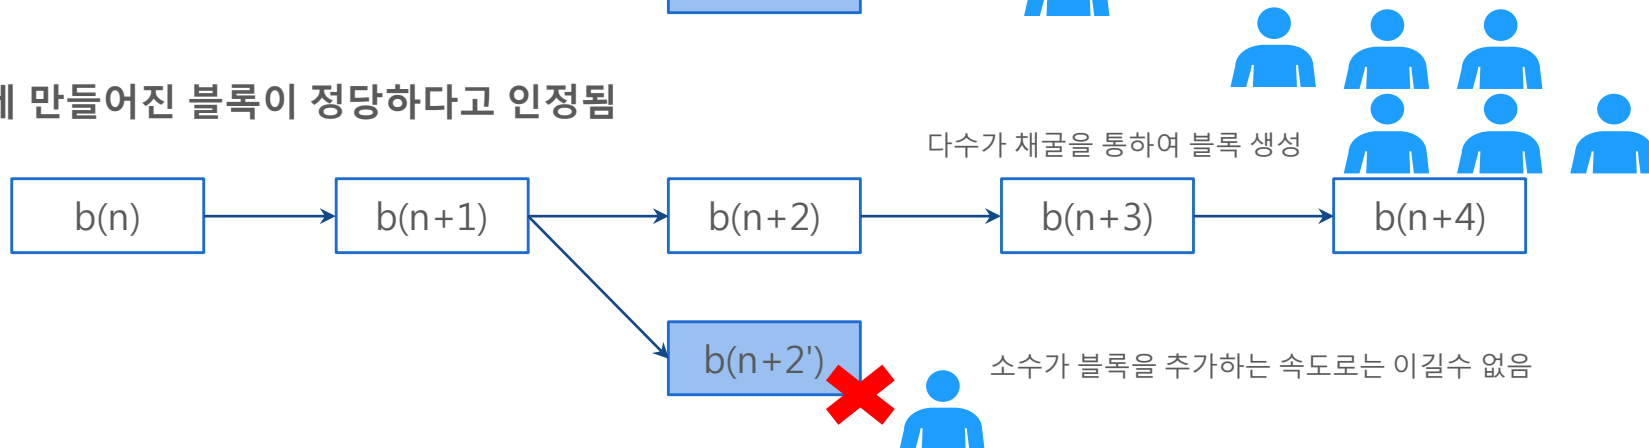 만들어진 블록이 정당하다고 인정됨
다수가 채굴을 통하여 블록 생성
b(n)
b(n+1)
b(n+2)
b(n+3)
b(n+4)
b(n+2')
소수가 블록을 추가하는 속도로는 이길수 없음